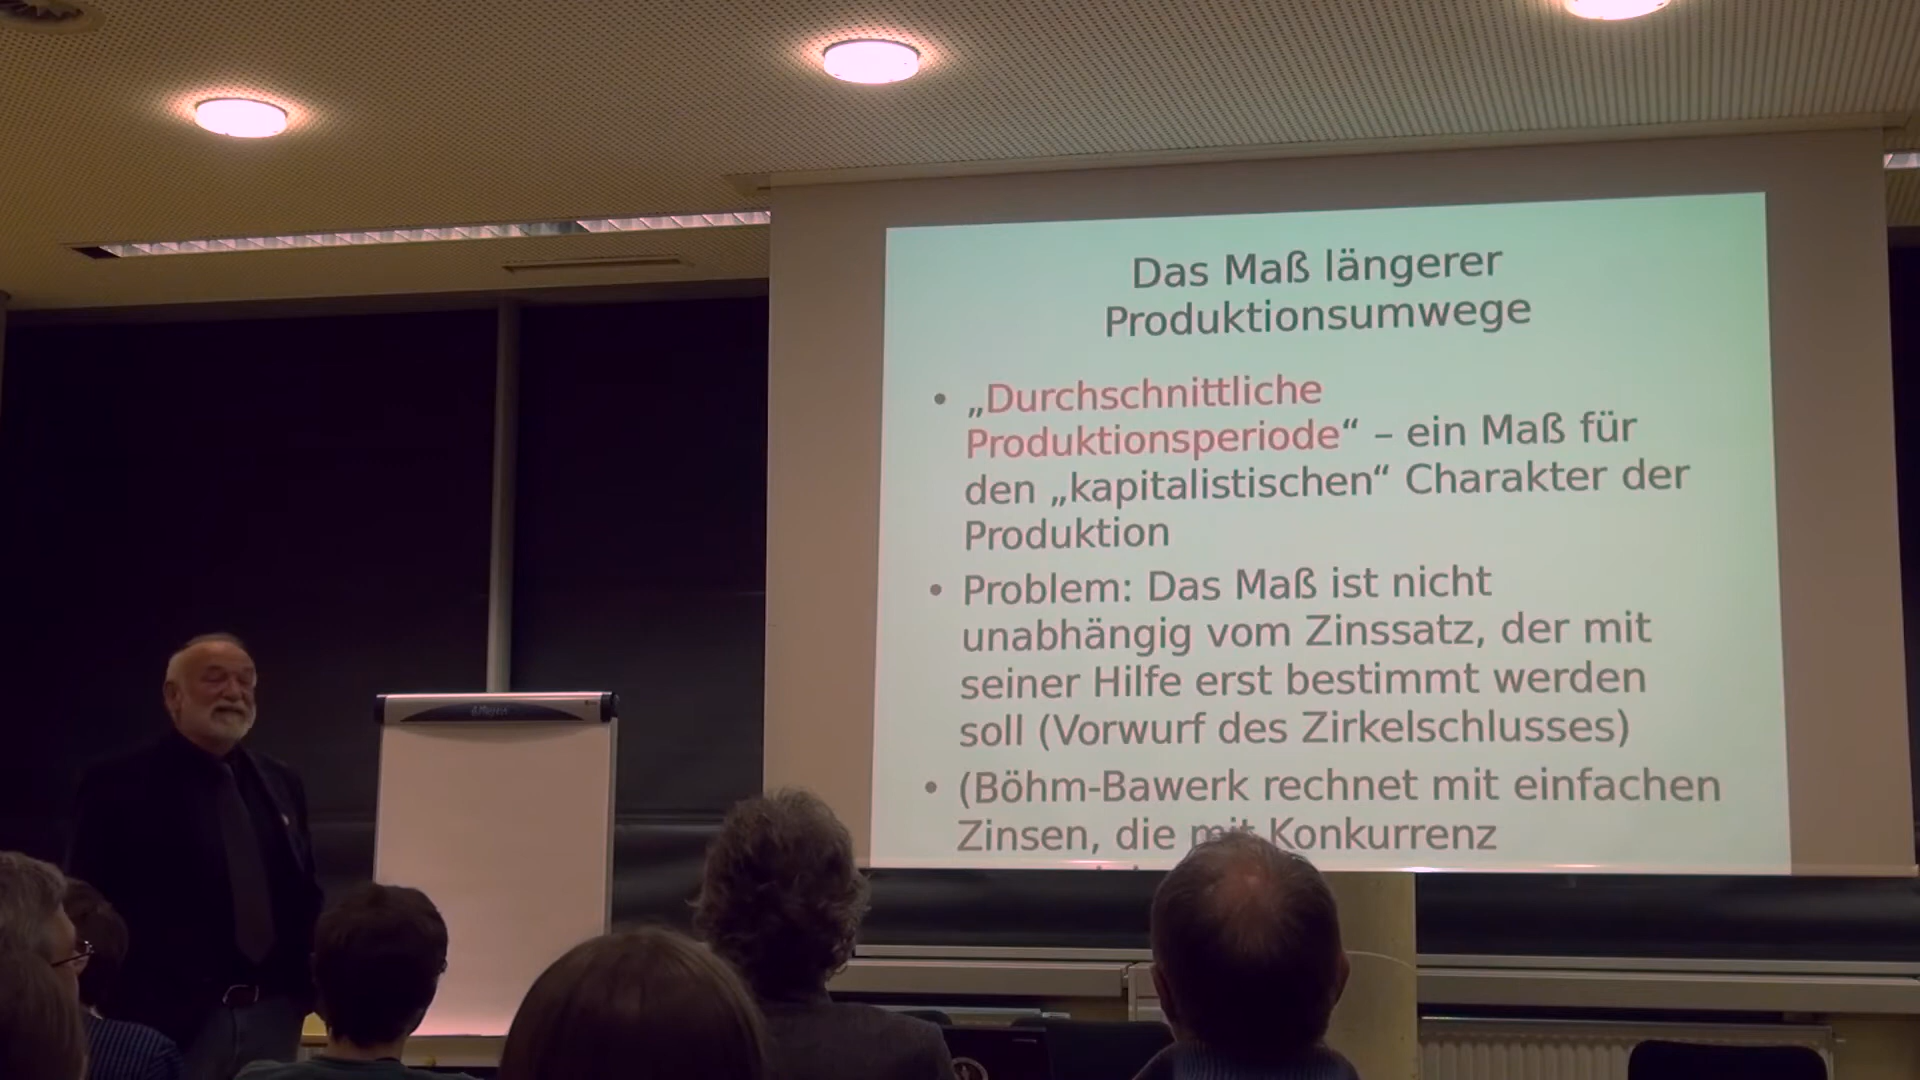 Das Maß längerer
Produktionsumwege
• „Durchschnittliche
Produktionsperiode“ – ein Maß für
den „kapitalistischen“ Charakter der
Produktion
• Problem: Das Maß ist nicht
unabhängig vom Zinssatz, der mit
seiner Hilfe erst bestimmt werden
soll (Vorwurf des Zirkelschlusses)
• (Böhm-Bawerk rechnet mit einfachen
Zinsen, die mit Konkurrenz